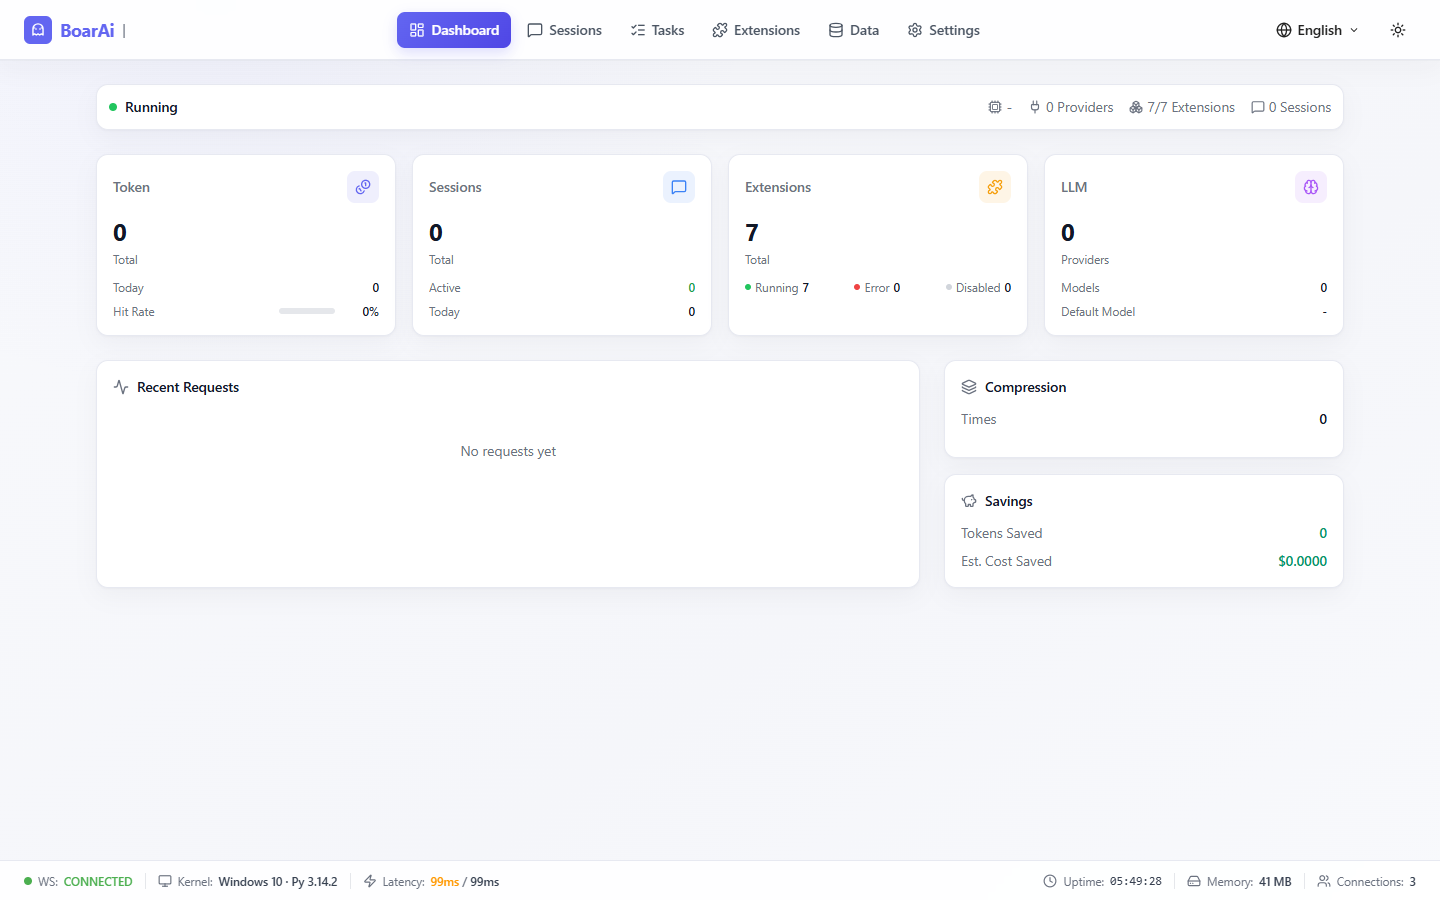 BoarAi |
Dashboard Sessions Tasks Extensions Data Settings
English
Running - 0 Providers 7/7 Extensions 0 Sessions
Token
0
Total
Today 0
Hit Rate 0%
Sessions
0
Total
Active 0
Today 0
Extensions
7
Total
Running 7 Error 0 Disabled 0
LLM
0
Providers
Models 0
Default Model -
Recent Requests
No requests yet
Compression
Times 0
Savings
Tokens Saved 0
Est. Cost Saved $0.0000
WS: CONNECTED Kernel: Windows 10 · Py 3.14.2 Latency: 99ms / 99ms Uptime: 05:49:28 Memory: 41 MB Connections: 3